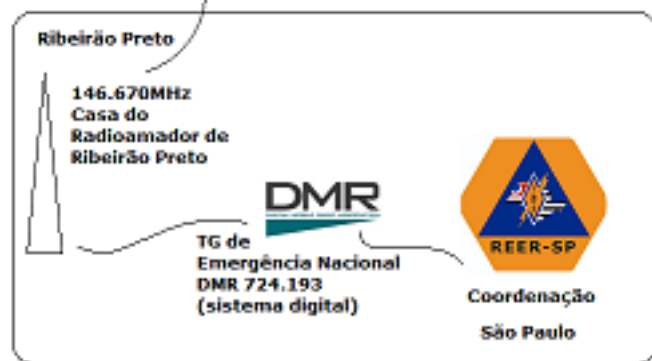 Ribeirão Preto
146.670MHz
Casa do
Radioamador de
Ribeirão Preto
DMR
TG de
Emergência Nacional
DMR 724.193
(sistema digital)
REER-SP
Coordenação
São Paulo